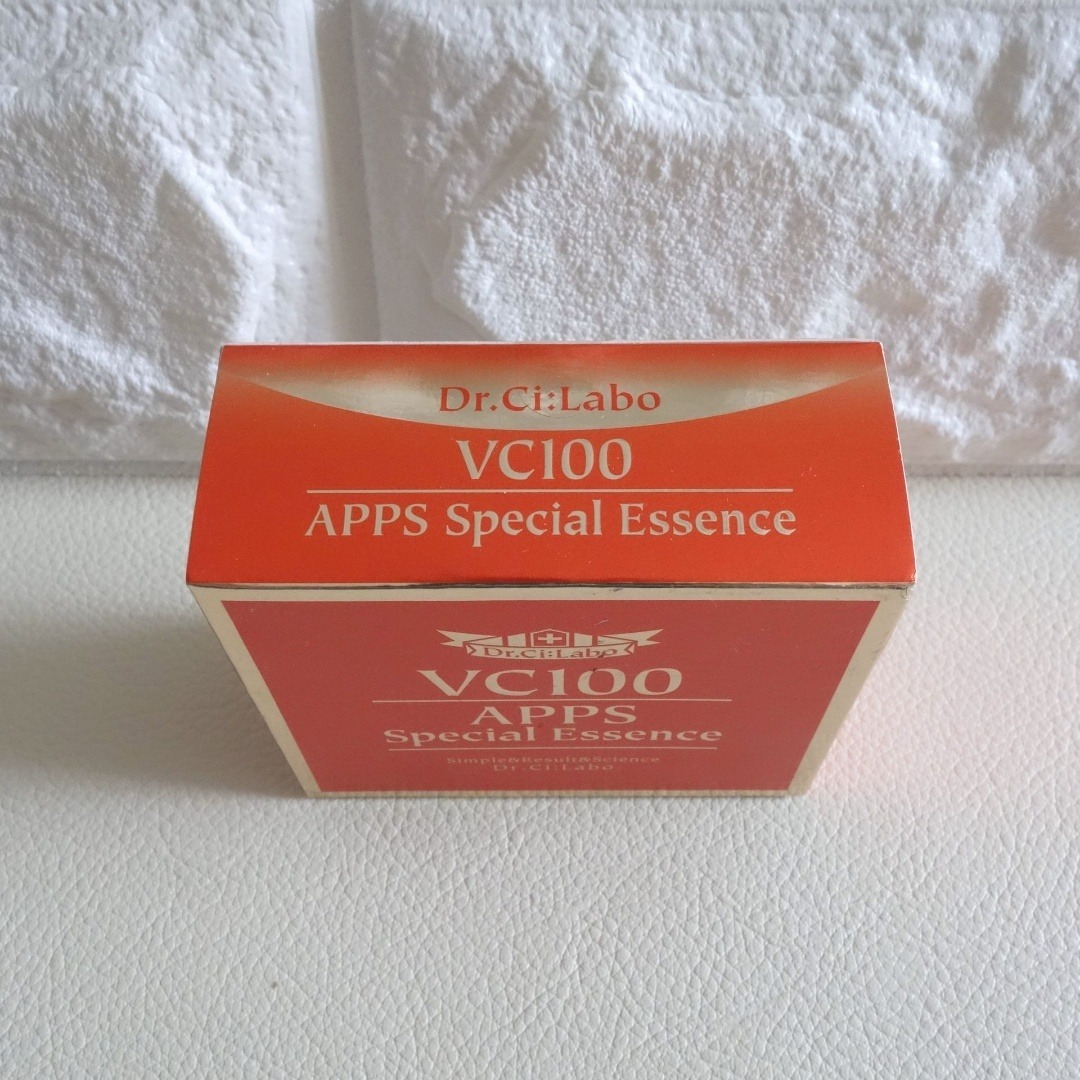 Dr.Ci:Labo
VC100
APPS Special Essence
Dr.Ci:Labo
VC100
APPS
Special Essence
Simple&Result&Science
Dr.Ci:Labo